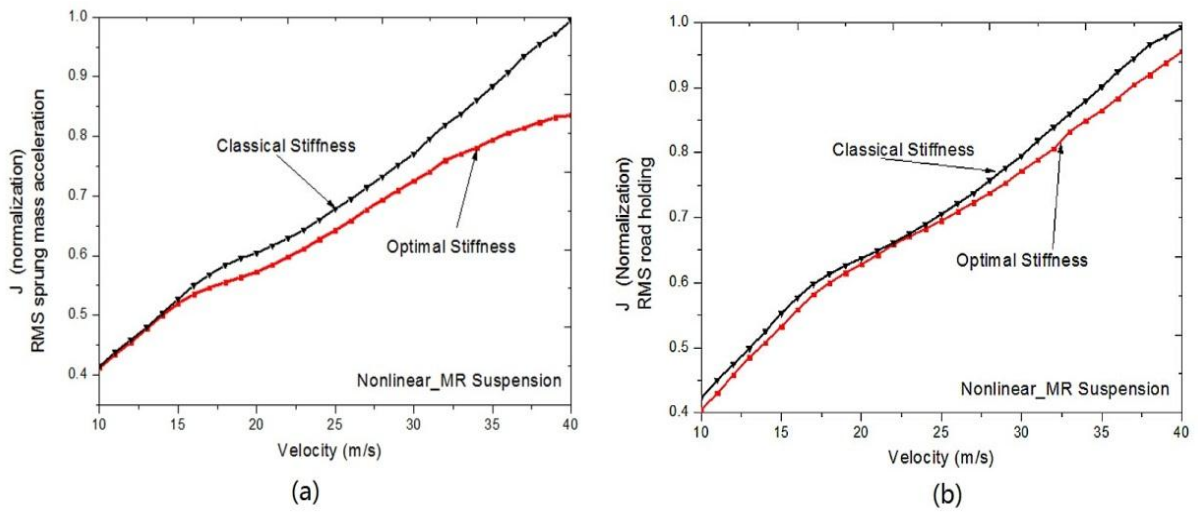 1.0
0.9
0.8
0.7
0.6
0.5
0.4
J (normalization)
RMS sprung mass acceleration
Classical Stiffness
Optimal Stiffness
Nonlinear_MR Suspension
10 15 20 25 30 35 40
Velocity (m/s)
(a)
1.0
0.9
0.8
0.7
0.6
0.5
0.4
J (Normalization)
RMS road holding
Classical Stiffness
Optimal Stiffness
Nonlinear_MR Suspension
10 15 20 25 30 35 40
Velocity (m/s)
(b)